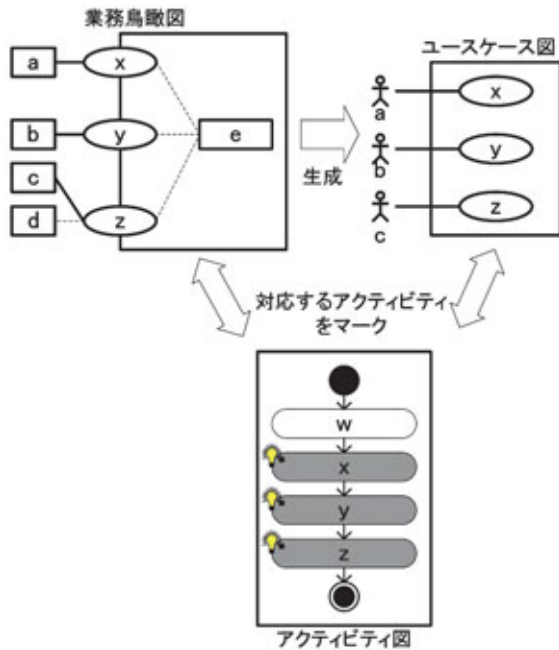 業務鳥瞰図
a
x
b
y
e
c
d
z
生成
ユースケース図
a
x
b
y
c
z
対応するアクティビティ
をマーク
w
x
y
z
アクティビティ図